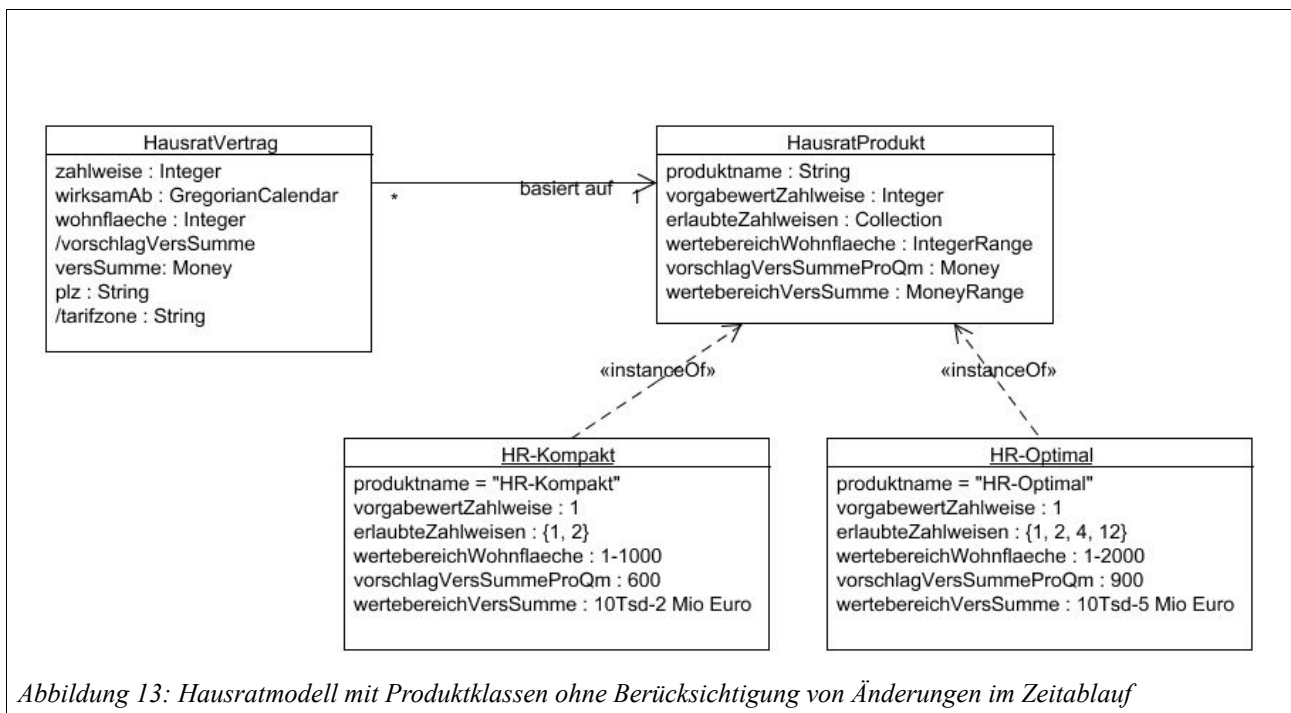 HausratVertrag
zahlweise : Integer
wirksamAb : GregorianCalendar
wohnflaeche : Integer
/vorschlagVersSumme
versSumme: Money
plz : String
/tarifzone : String
*
basiert auf
1
HausratProdukt
produktname : String
vorgabewertZahlweise : Integer
erlaubteZahlweisen : Collection
wertebereichWohnflaeche : IntegerRange
vorschlagVersSummeProQm : Money
wertebereichVersSumme : MoneyRange
«instanceOf»
«instanceOf»
HR-Kompakt
produktname = "HR-Kompakt"
vorgabewertZahlweise : 1
erlaubteZahlweisen : {1, 2}
wertebereichWohnflaeche : 1-1000
vorschlagVersSummeProQm : 600
wertebereichVersSumme : 10Tsd-2 Mio Euro
HR-Optimal
produktname = "HR-Optimal"
vorgabewertZahlweise : 1
erlaubteZahlweisen : {1, 2, 4, 12}
wertebereichWohnflaeche : 1-2000
vorschlagVersSummeProQm : 900
wertebereichVersSumme : 10Tsd-5 Mio Euro
Abbildung 13: Hausratmodell mit Produktklassen ohne Berücksichtigung von Änderungen im Zeitablauf